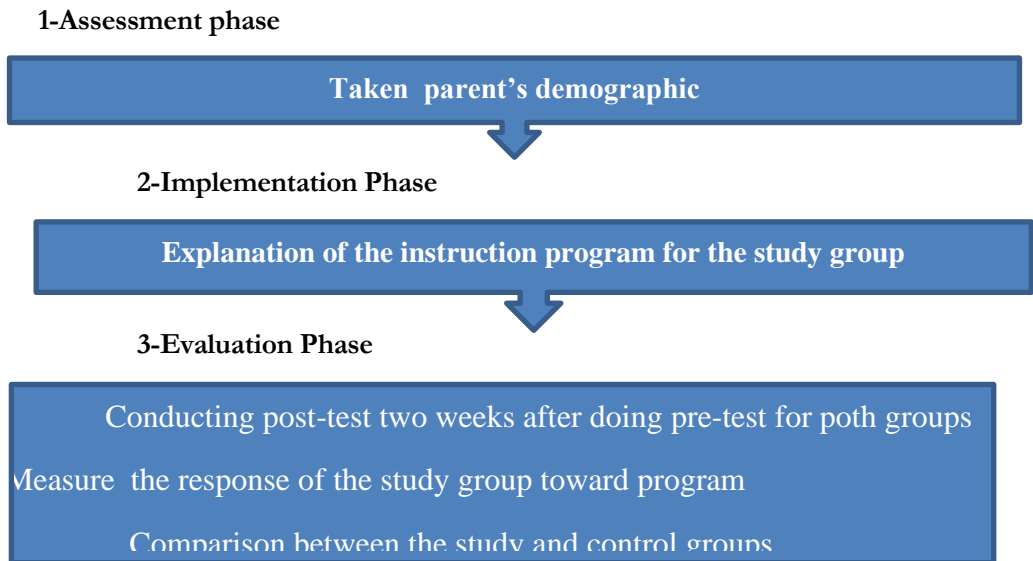 1-Assessment phase
Taken parent's demographic
2-Implementation Phase
Explanation of the instruction program for the study group
3-Evaluation Phase
Conducting post-test two weeks after doing pre-test for poth groups
Measure the response of the study group toward program
Comparison between the study and control groups